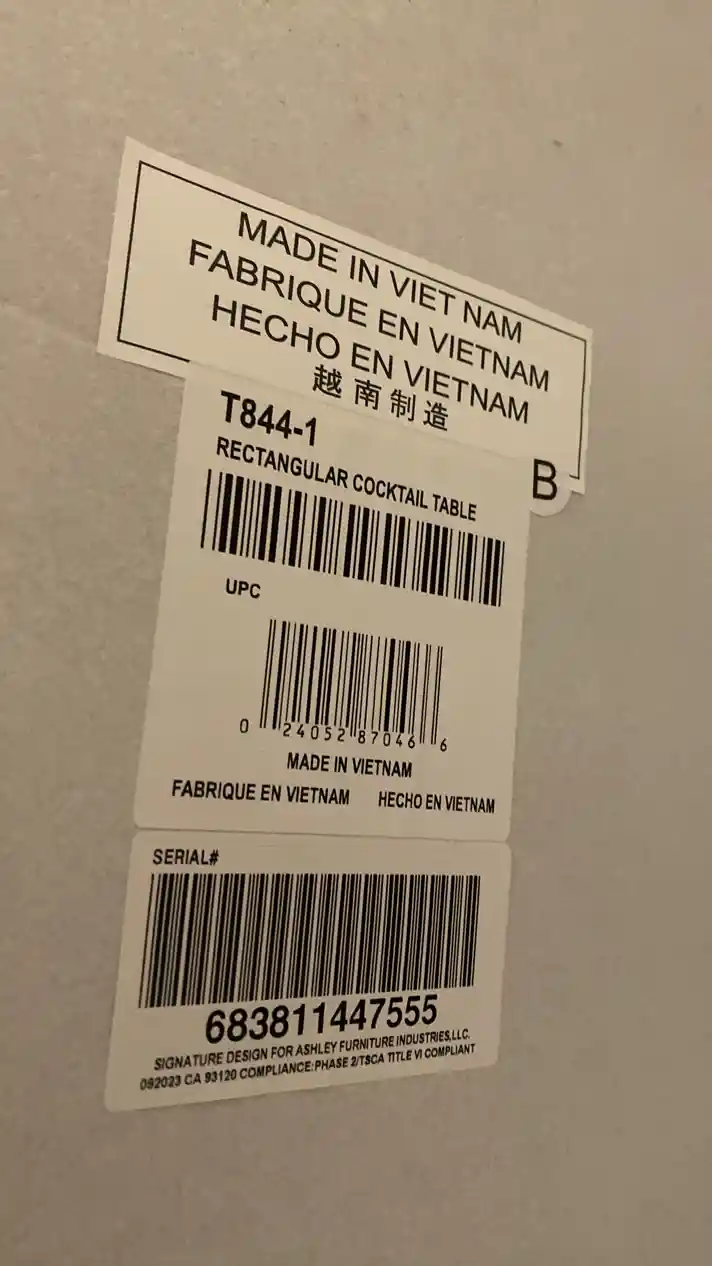 MADE IN VIET NAM
FABRIQUE EN VIETNAM
HECHO EN VIETNAM
越南制造
B
T844-1
RECTANGULAR COCKTAIL TABLE
UPC
0 24052 87046 6
MADE IN VIETNAM
FABRIQUE EN VIETNAM HECHO EN VIETNAM
SERIAL#
683811447555
SIGNATURE DESIGN FOR ASHLEY FURNITURE INDUSTRIES,LLC.
092023 CA 93120 COMPLIANCE:PHASE 2/TSCA TITLE VI COMPLIANT